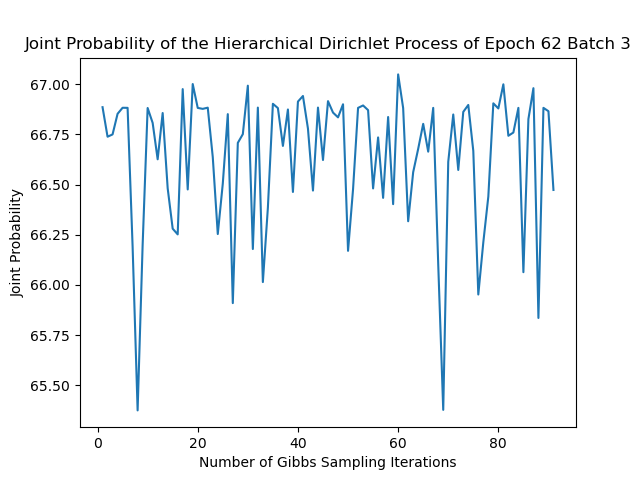 Joint Probability of the Hierarchical Dirichlet Process of Epoch 62 Batch 3
67.00
66.75
66.50
66.25
66.00
65.75
65.50
Joint Probability
0 20 40 60 80
Number of Gibbs Sampling Iterations